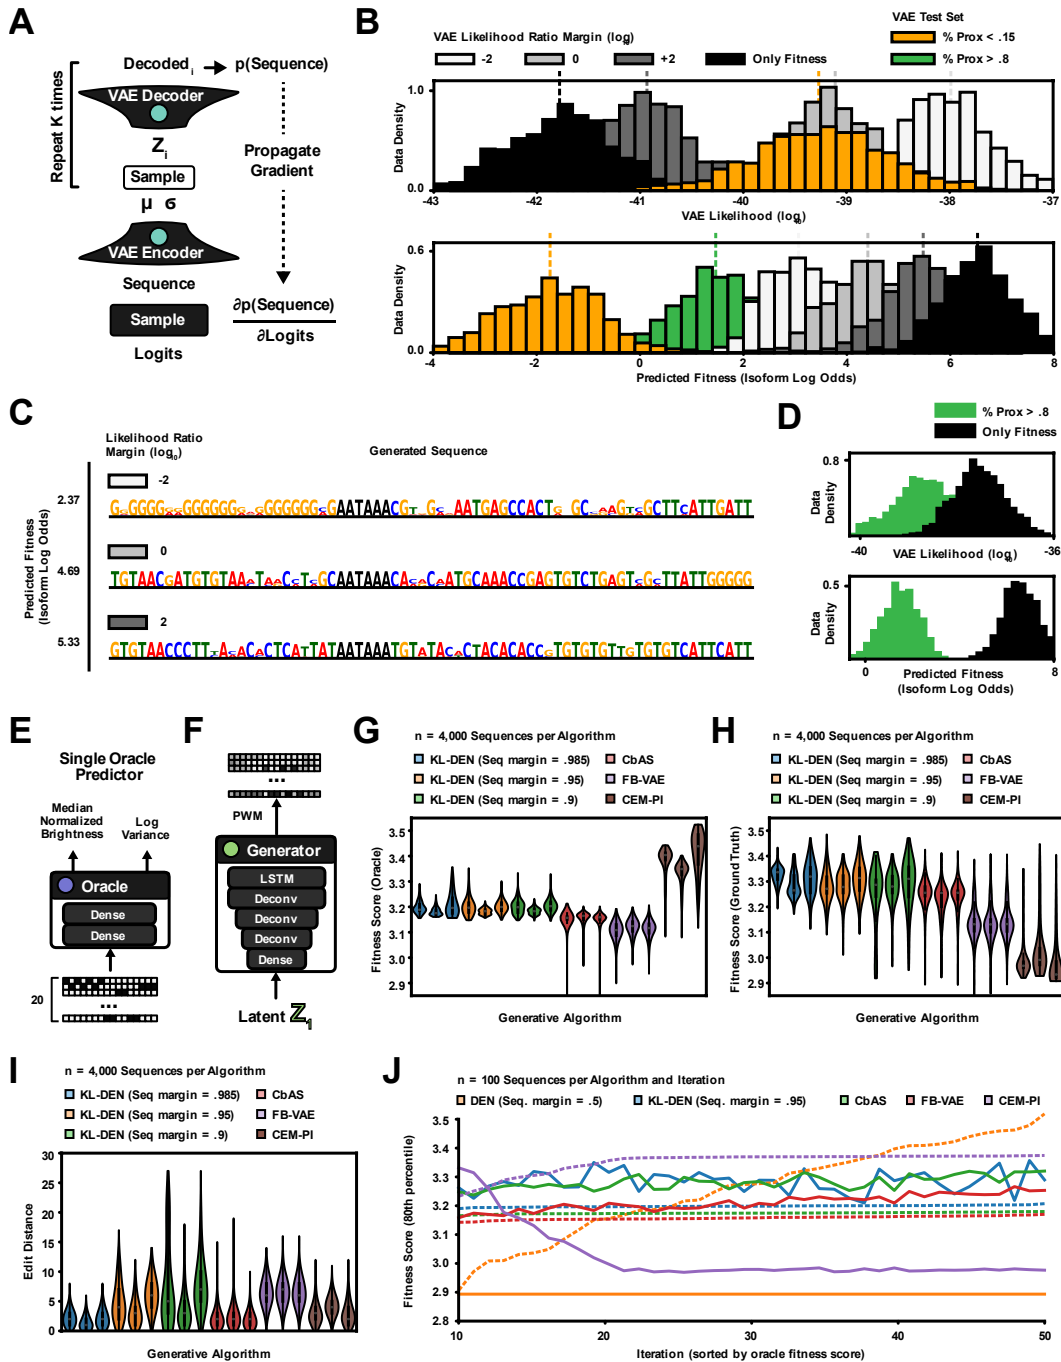 A
Decoded i
p(Sequence)
VAE Decoder
Repeat K times
Z i
Sample
Propagate
Gradient
μ σ
VAE Encoder
Sequence
Sample
Logits
∂p(Sequence)
∂Logits
B
VAE Likelihood Ratio Margin (log10)
-2
0
+2
Only Fitness
VAE Test Set
% Prox < .15
% Prox > .8
Data Density
1.0
0.0
-43
-42
-41
-40
-39
-38
-37
VAE Likelihood (log10)
Data Density
0.6
0.0
-4
-2
0
2
4
6
8
Predicted Fitness (Isoform Log Odds)
C
Likelihood Ratio
Margin (log10)
Generated Sequence
Predicted Fitness
(Isoform Log Odds)
-2
2.37
0
4.69
2
5.33
D
% Prox > .8
Only Fitness
Data
Density
0.8
-40
-36
VAE Likelihood (log10)
Data
Density
0.5
0
8
Predicted Fitness
(Isoform Log Odds)
E
Single Oracle
Predictor
Median
Normalized
Brightness
Log
Variance
Oracle
Dense
Dense
20
...
F
...
PWM
Generator
LSTM
Deconv
Deconv
Deconv
Dense
Latent Z1
G
n = 4,000 Sequences per Algorithm
KL-DEN (Seq margin = .985)
CbAS
KL-DEN (Seq margin = .95)
FB-VAE
KL-DEN (Seq margin = .9)
CEM-PI
Fitness Score (Oracle)
3.5
3.4
3.3
3.2
3.1
3.0
2.9
Generative Algorithm
H
n = 4,000 Sequences per Algorithm
KL-DEN (Seq margin = .985)
CbAS
KL-DEN (Seq margin = .95)
FB-VAE
KL-DEN (Seq margin = .9)
CEM-PI
Fitness Score (Ground Truth)
3.5
3.4
3.3
3.2
3.1
3.0
2.9
Generative Algorithm
I
n = 4,000 Sequences per Algorithm
KL-DEN (Seq margin = .985)
CbAS
KL-DEN (Seq margin = .95)
FB-VAE
KL-DEN (Seq margin = .9)
CEM-PI
Edit Distance
30
25
20
15
10
5
0
Generative Algorithm
J
n = 100 Sequences per Algorithm and Iteration
DEN (Seq. margin = .5)
KL-DEN (Seq. margin = .95)
CbAS
FB-VAE
CEM-PI
Fitness Score (80th percentile)
3.5
3.4
3.3
3.2
3.1
3.0
2.9
2.8
10
20
30
40
50
Iteration (sorted by oracle fitness score)